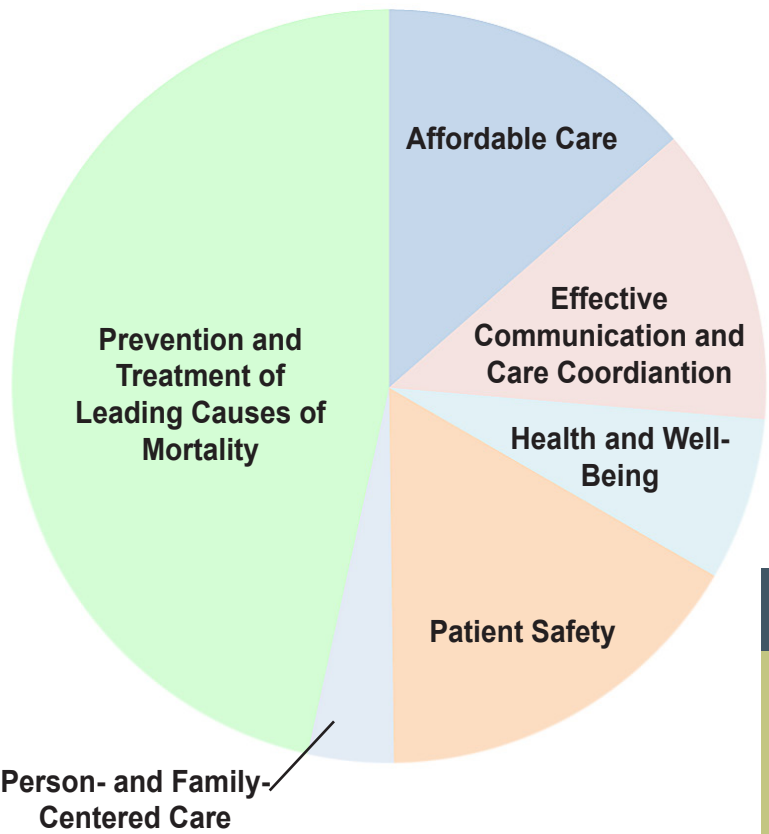 Affordable Care
Effective
Communication and
Care Coordiantion
Prevention and
Treatment of
Leading Causes of
Mortality
Health and Well-
Being
Patient Safety
Person- and Family-
Centered Care